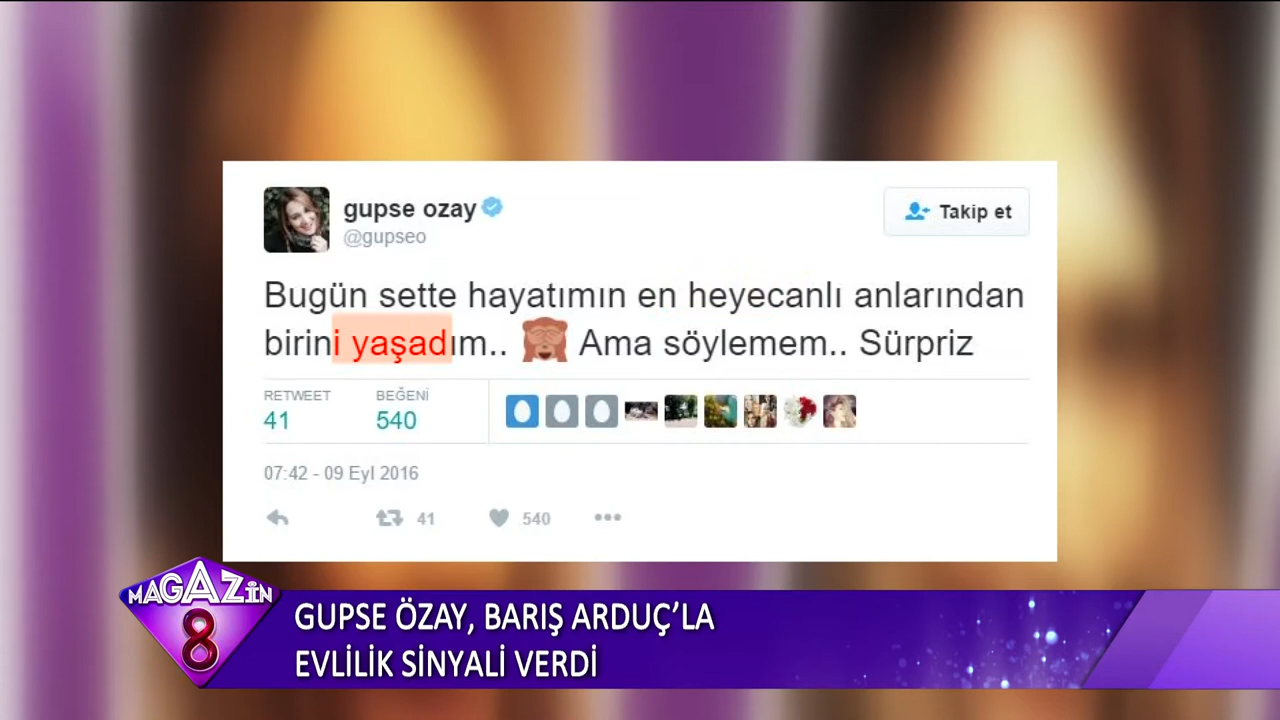 gupse ozay
@gupseo
Takip et
Bugün sette hayatımın en heyecanlı anlarından
birini yaşadım.. 🙈 Ama söylemem.. Sürpriz
RETWEET BEĞENİ
41 540
07:42 - 09 Eyl 2016
41 540
MAGAZİN
8
GUPSE ÖZAY, BARIŞ ARDUÇ’LA
EVLİLİK SİNYALİ VERDİ